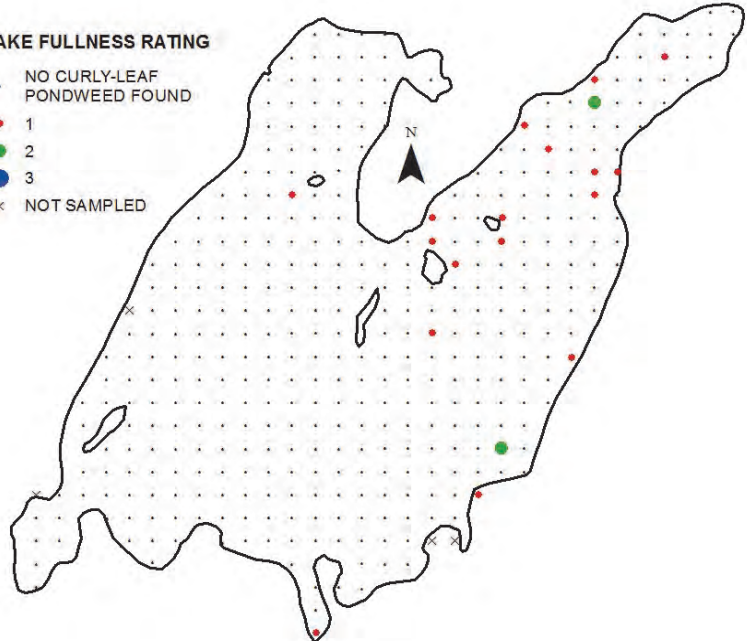 AKE FULLNESS RATING
NO CURLY-LEAF
PONDWEED FOUND
1
2
3
NOT SAMPLED
N